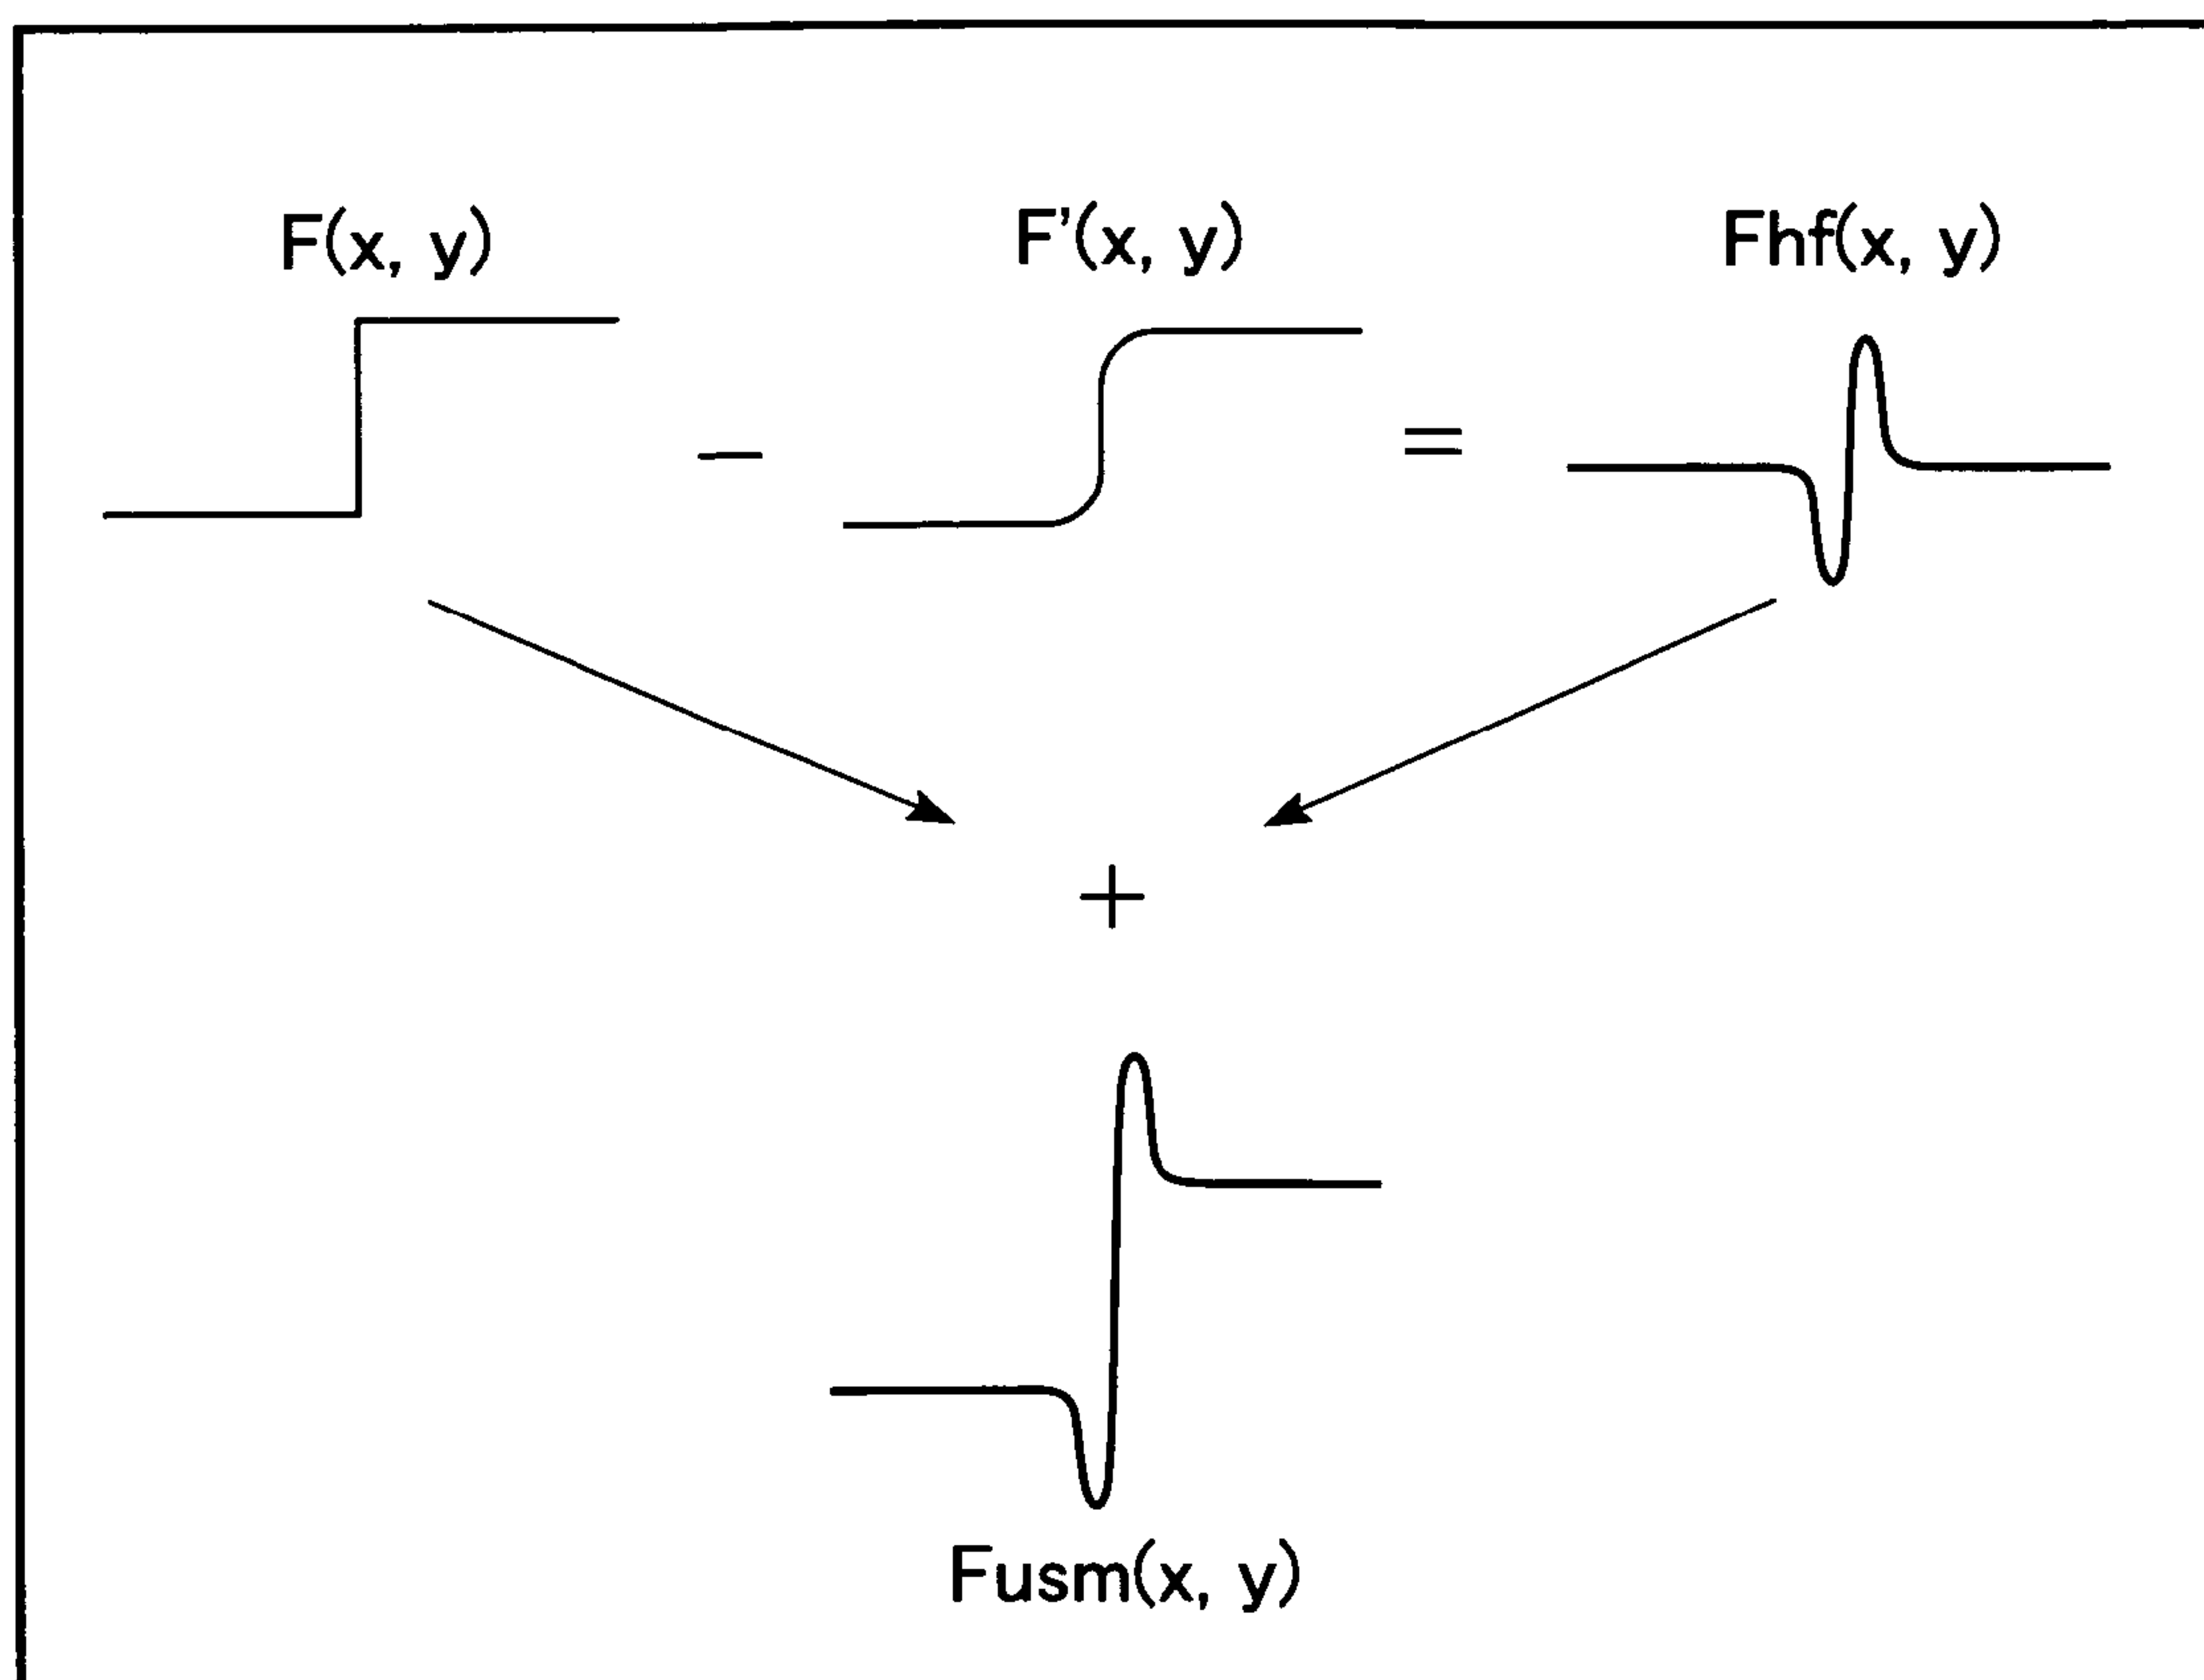 F(x, y)
F'(x, y)
Fhf(x, y)
− =
+
Fusm(x, y)